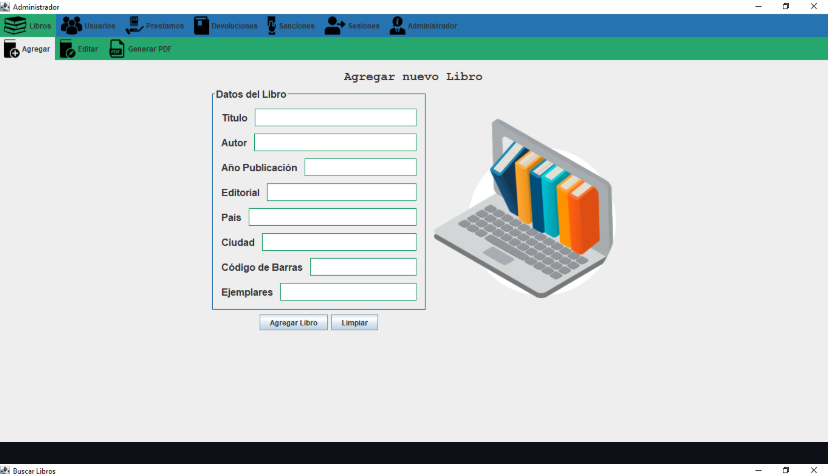 Administrador
Libros Usuarios Prestamos Devoluciones Sanciones Sesiones Administrador
Agregar Editar PDF Generar PDF
Agregar nuevo Libro
Datos del Libro
Titulo
Autor
Año Publicación
Editorial
Pais
Ciudad
Código de Barras
Ejemplares
Agregar Libro Limpiar
Buscar Libros